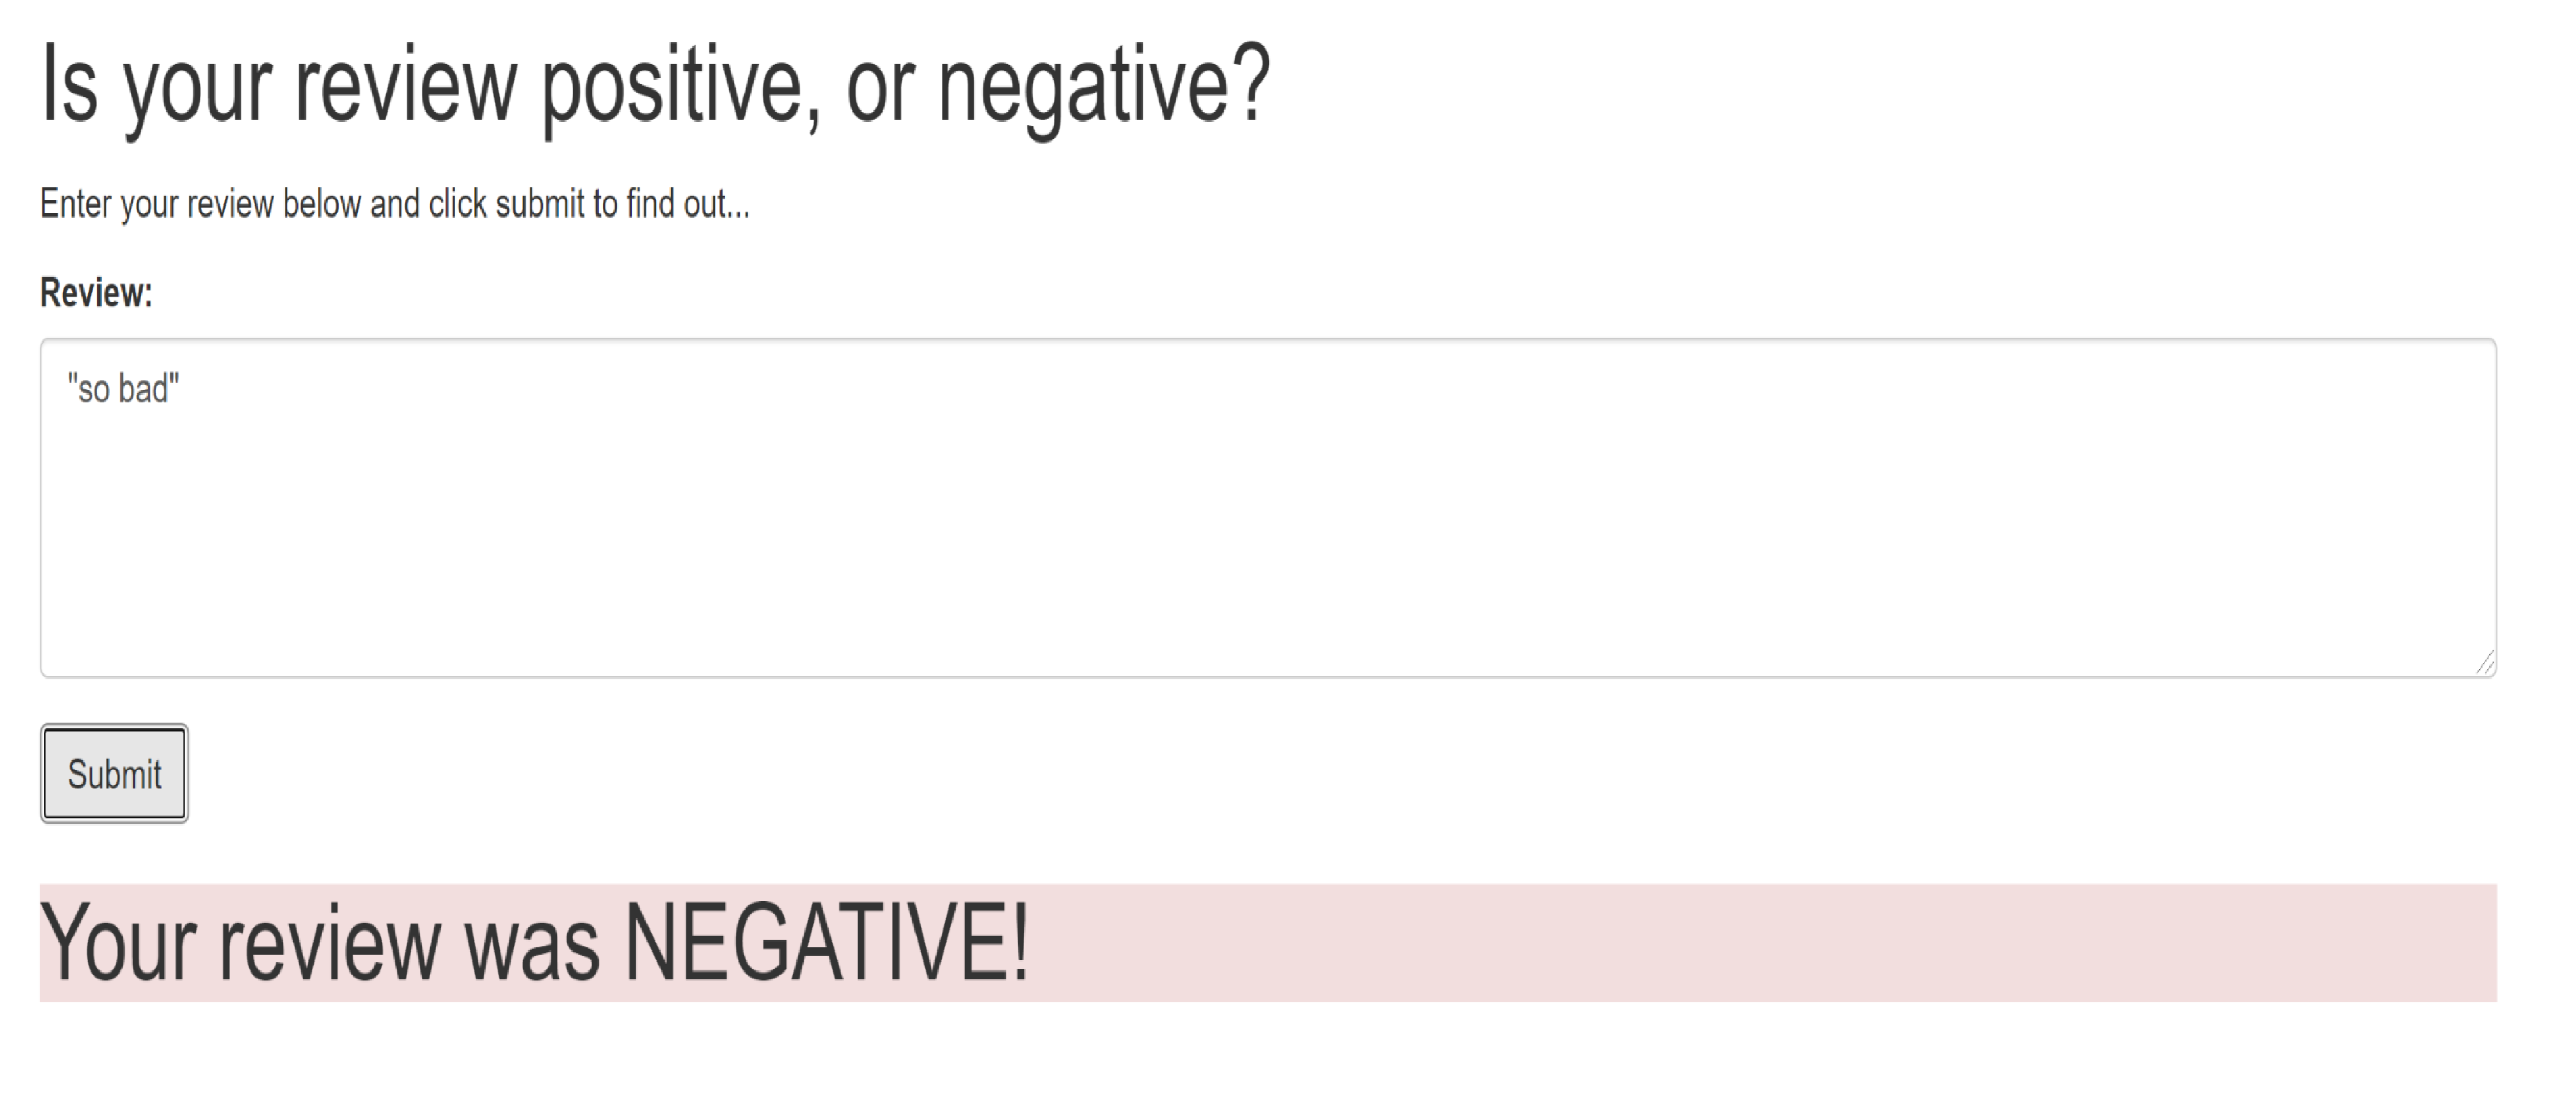 Is your review positive, or negative?
Enter your review below and click submit to find out...
Review:
"so bad"
Submit
Your review was NEGATIVE!